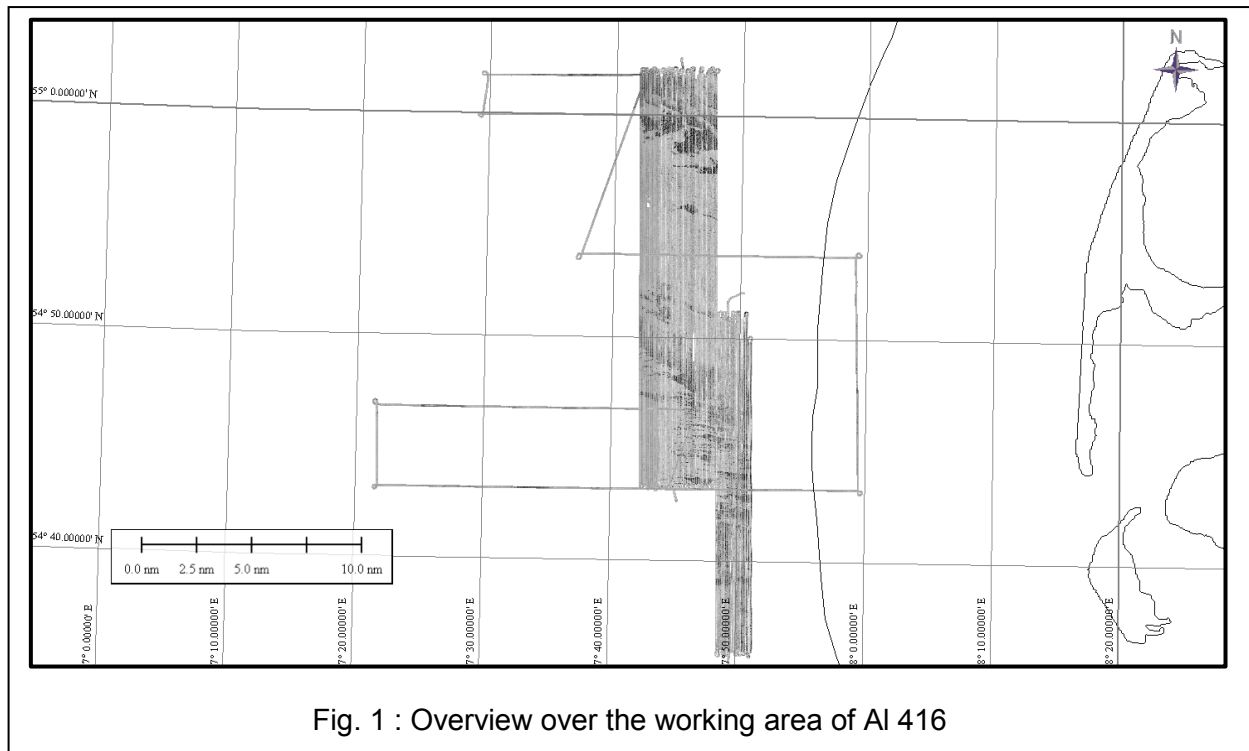 N
55° 0.00000' N
54° 50.00000' N
54° 40.00000' N
0.0 nm 2.5 nm 5.0 nm 10.0 nm
7° 0.00000' E
7° 10.00000' E
7° 20.00000' E
7° 30.00000' E
7° 40.00000' E
7° 50.00000' E
8° 0.00000' E
8° 10.00000' E
8° 20.00000' E
Fig. 1 : Overview over the working area of Al 416